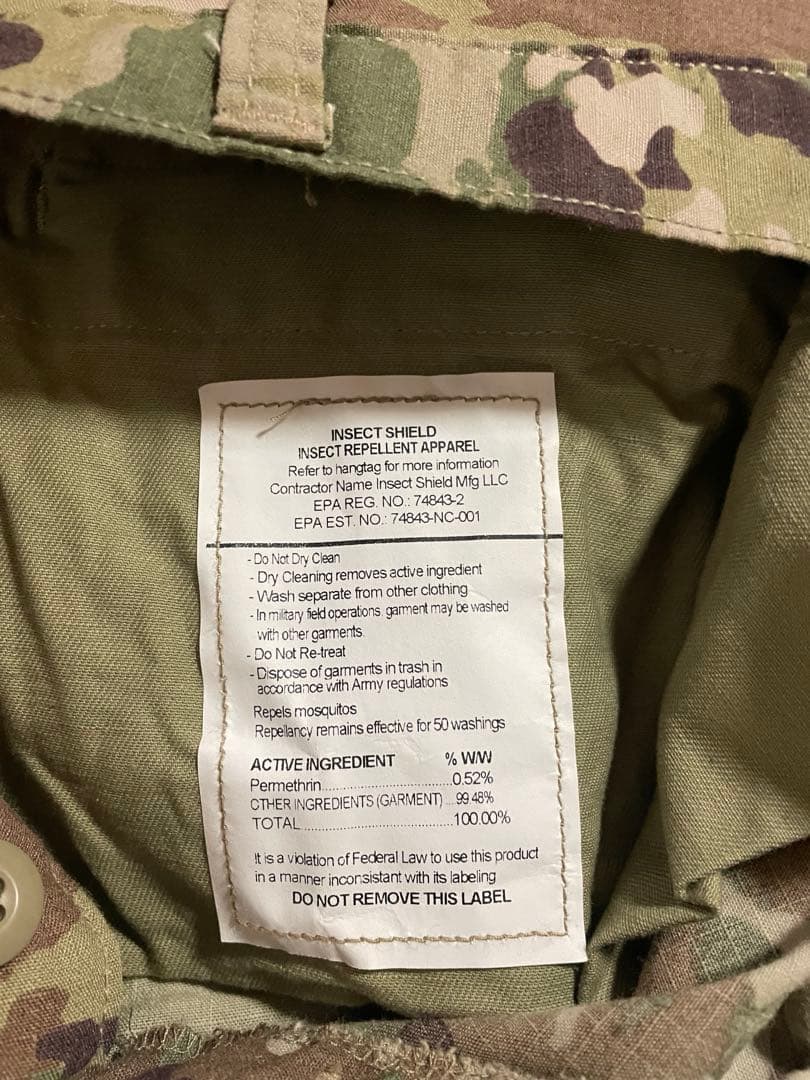 INSECT SHIELD
INSECT REPELLENT APPAREL
Refer to hangtag for more information
Contractor Name Insect Shield Mfg LLC
EPA REG. NO.: 74843-2
EPA EST. NO.: 74843-NC-001
- Do Not Dry Clean
- Dry Cleaning removes active ingredient
- Wash separate from other clothing
- In military field operations, garment may be washed
with other garments.
- Do Not Re-treat
- Dispose of garments in trash in
accordance with Army regulations
Repels mosquitos
Repellancy remains effective for 50 washings
ACTIVE INGREDIENT % W/W
Permethrin..............................0.52%
OTHER INGREDIENTS (GARMENT)....99.48%
TOTAL...................................100.00%
It is a violation of Federal Law to use this product
in a manner inconsistent with its labeling
DO NOT REMOVE THIS LABEL